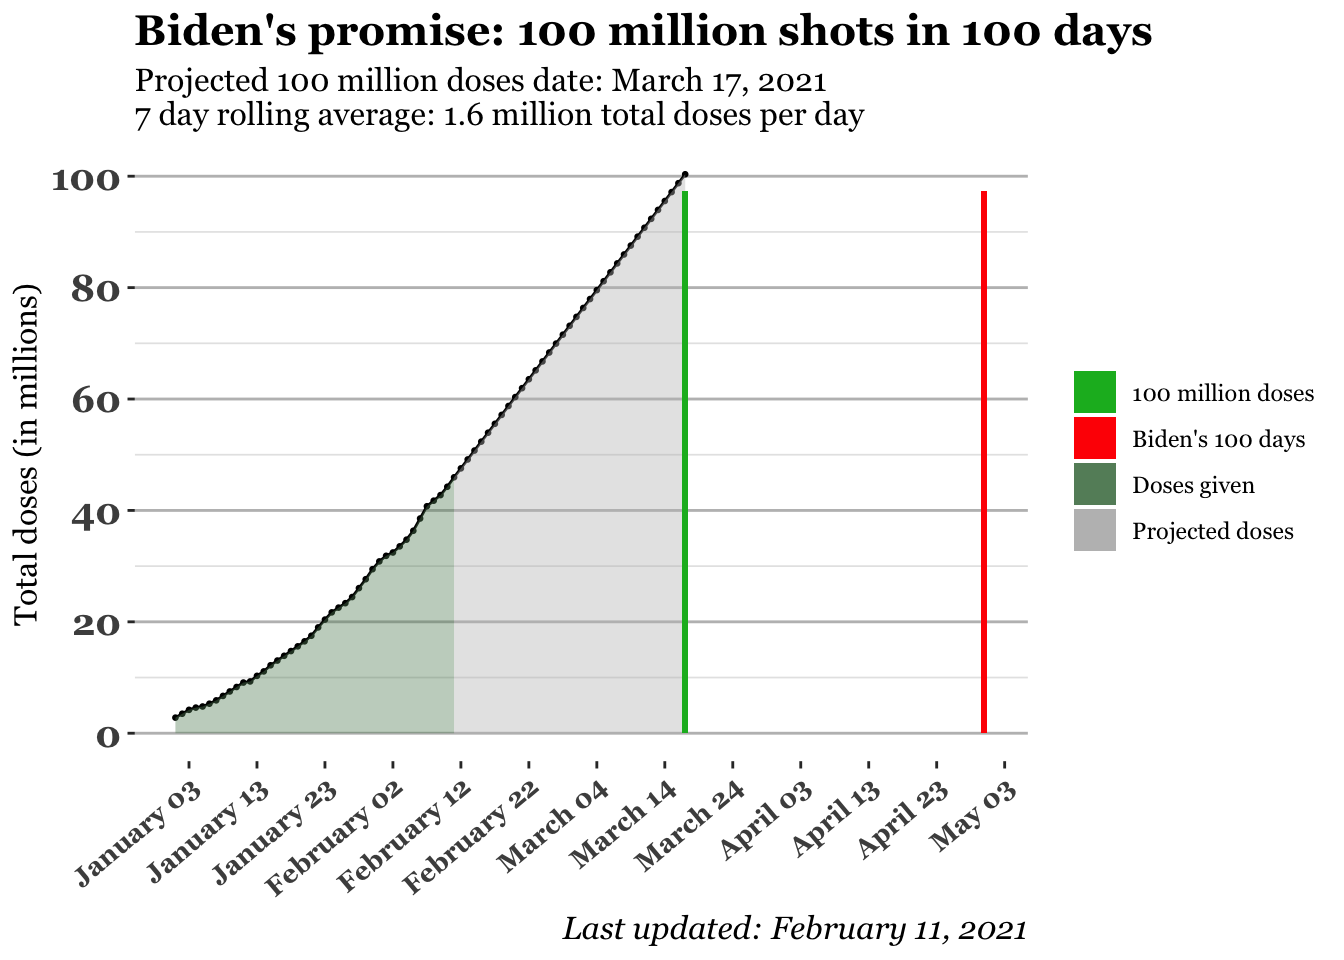 Biden's promise: 100 million shots in 100 days
Projected 100 million doses date: March 17, 2021
7 day rolling average: 1.6 million total doses per day
Total doses (in millions)
100
80
60
40
20
0
January 03
January 13
January 23
February 02
February 12
February 22
March 04
March 14
March 24
April 03
April 13
April 23
May 03
100 million doses
Biden's 100 days
Doses given
Projected doses
Last updated: February 11, 2021